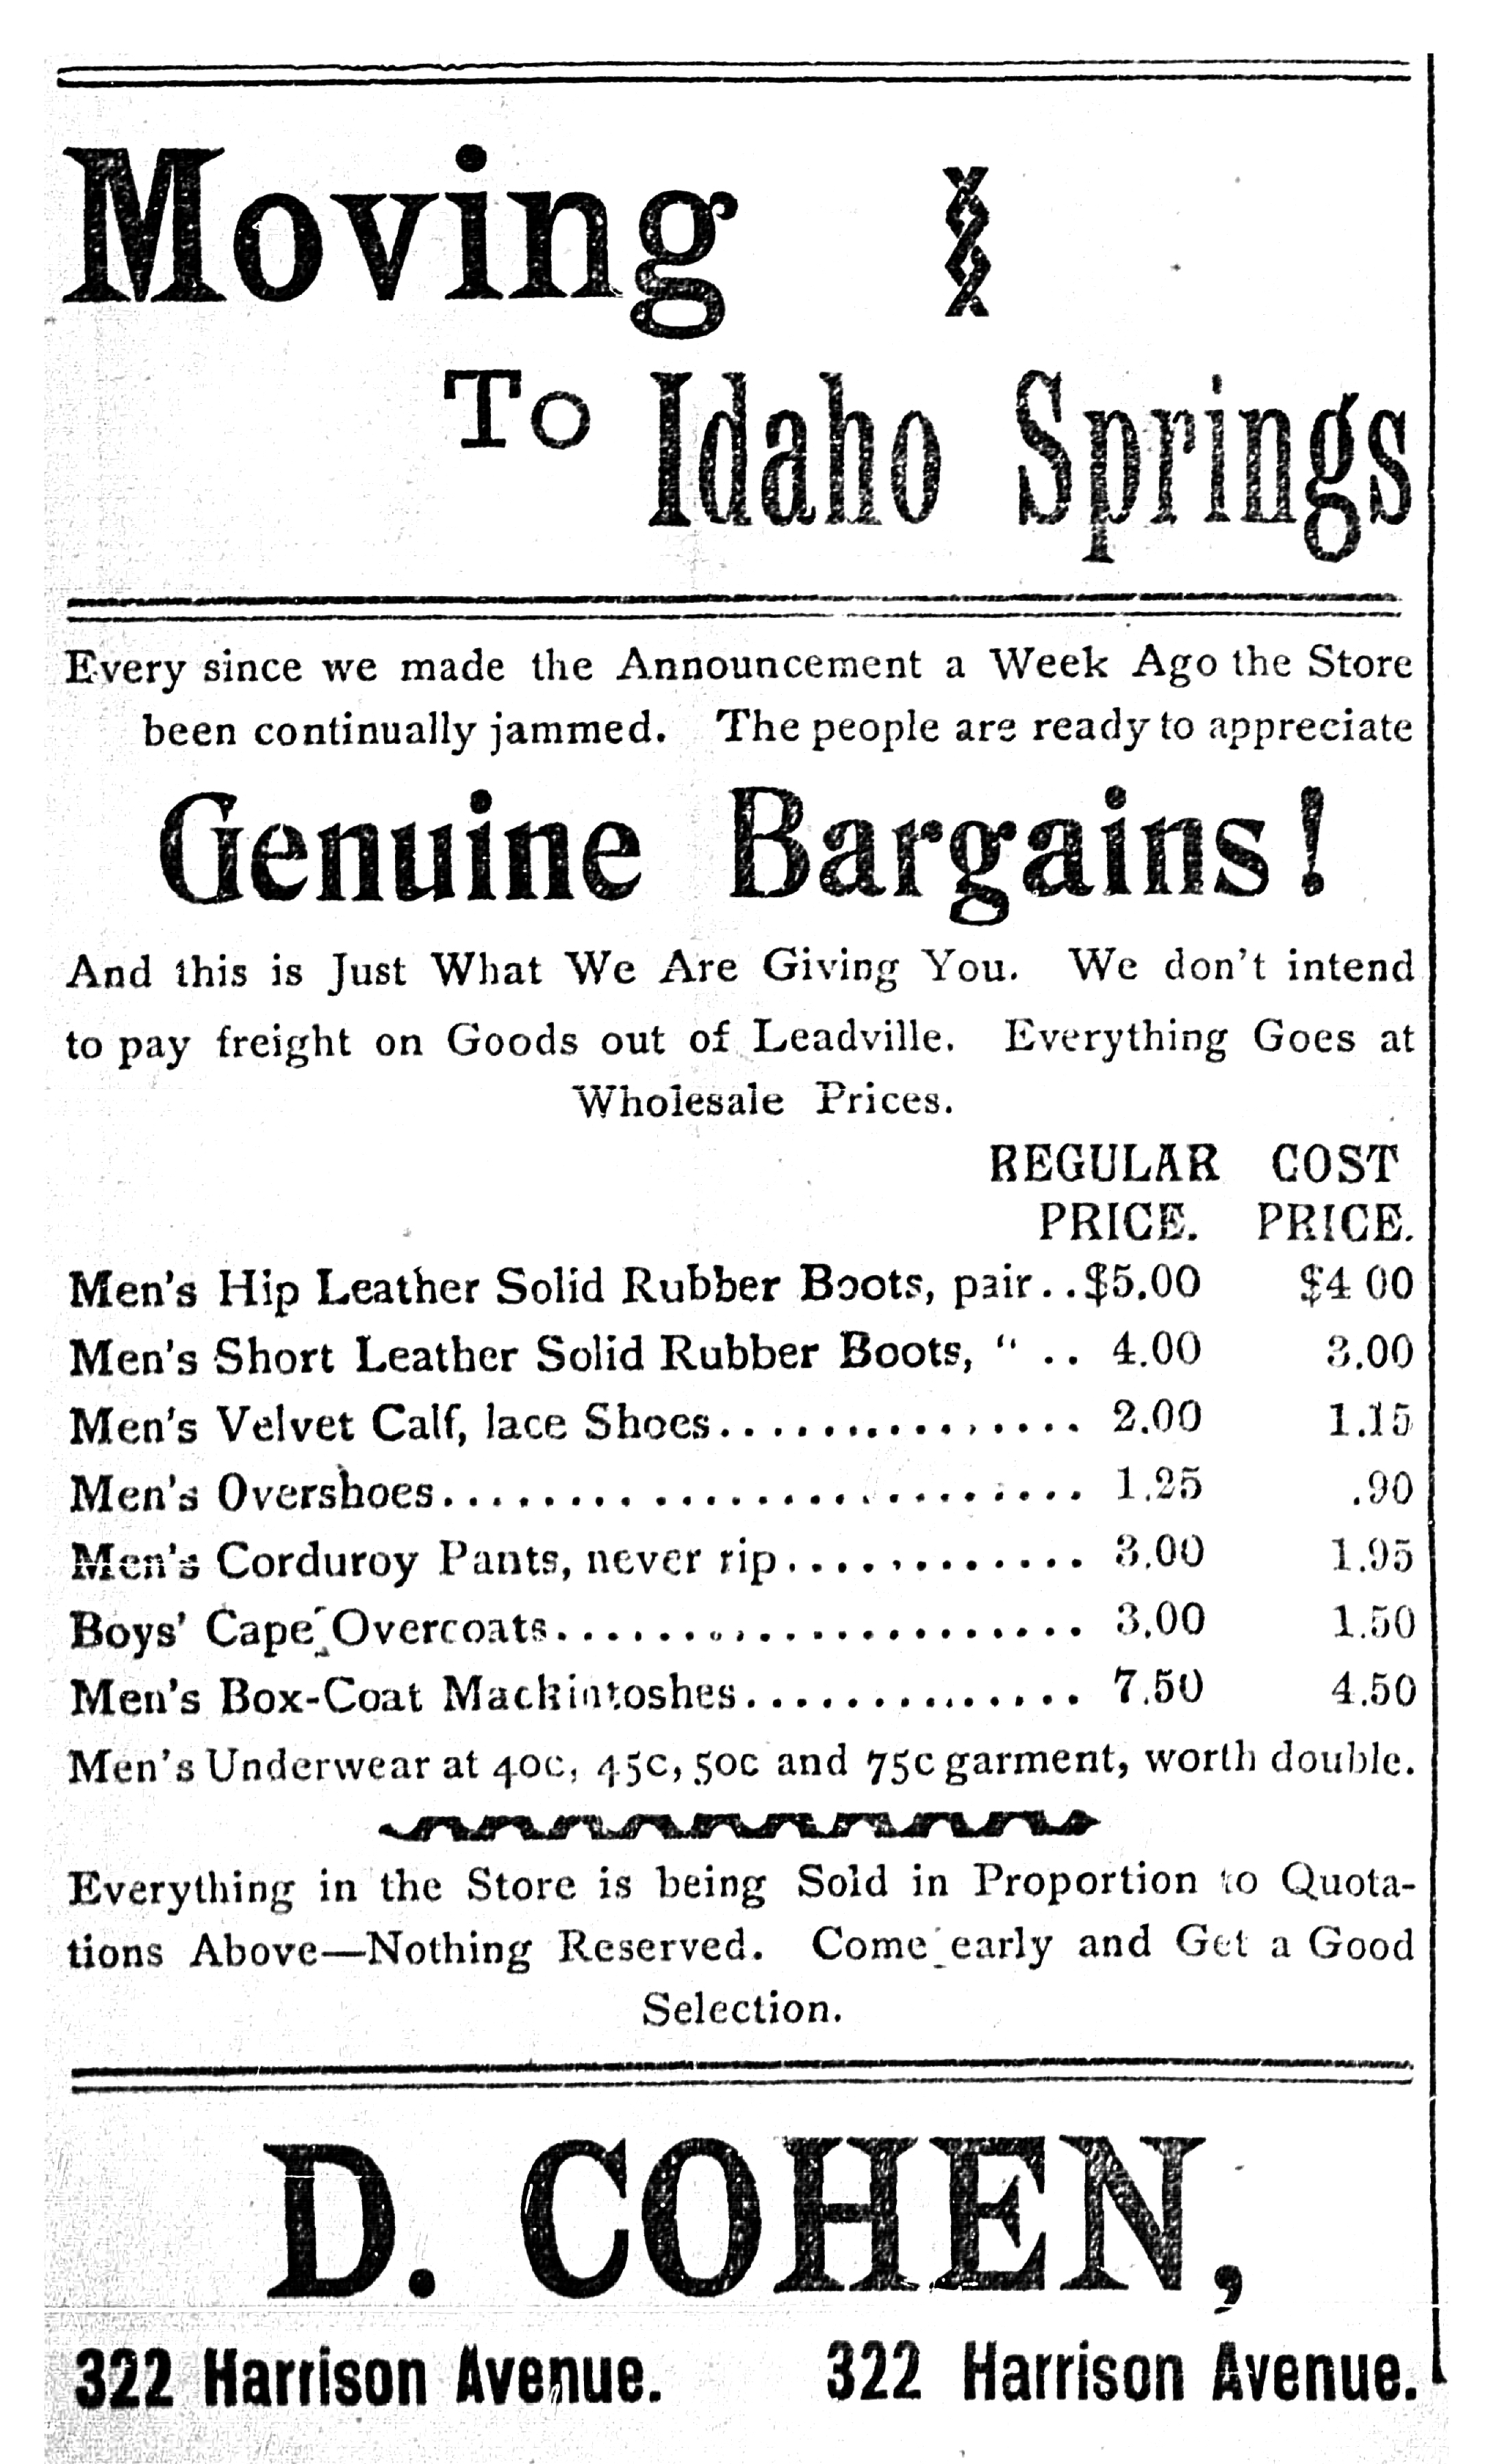 Moving
To Idaho Springs
Every since we made the Announcement a Week Ago the Store
been continually jammed. The people are ready to appreciate
Genuine Bargains!
And this is Just What We Are Giving You. We don't intend
to pay freight on Goods out of Leadville. Everything Goes at
Wholesale Prices.
REGULAR COST
PRICE. PRICE.
Men's Hip Leather Solid Rubber Boots, pair..$5.00 $4 00
Men's Short Leather Solid Rubber Boots, " .. 4.00 3.00
Men's Velvet Calf, lace Shoes............... 2.00 1.15
Men's Overshoes.......................... 1.25 .90
Men's Corduroy Pants, never rip............ 3.00 1.95
Boys' Cape Overcoats..................... 3.00 1.50
Men's Box-Coat Mackintoshes.............. 7.50 4.50
Men's Underwear at 40c, 45c, 50c and 75c garment, worth double.
Everything in the Store is being Sold in Proportion to Quota-
tions Above—Nothing Reserved. Come early and Get a Good
Selection.
D. COHEN,
322 Harrison Avenue. 322 Harrison Avenue.